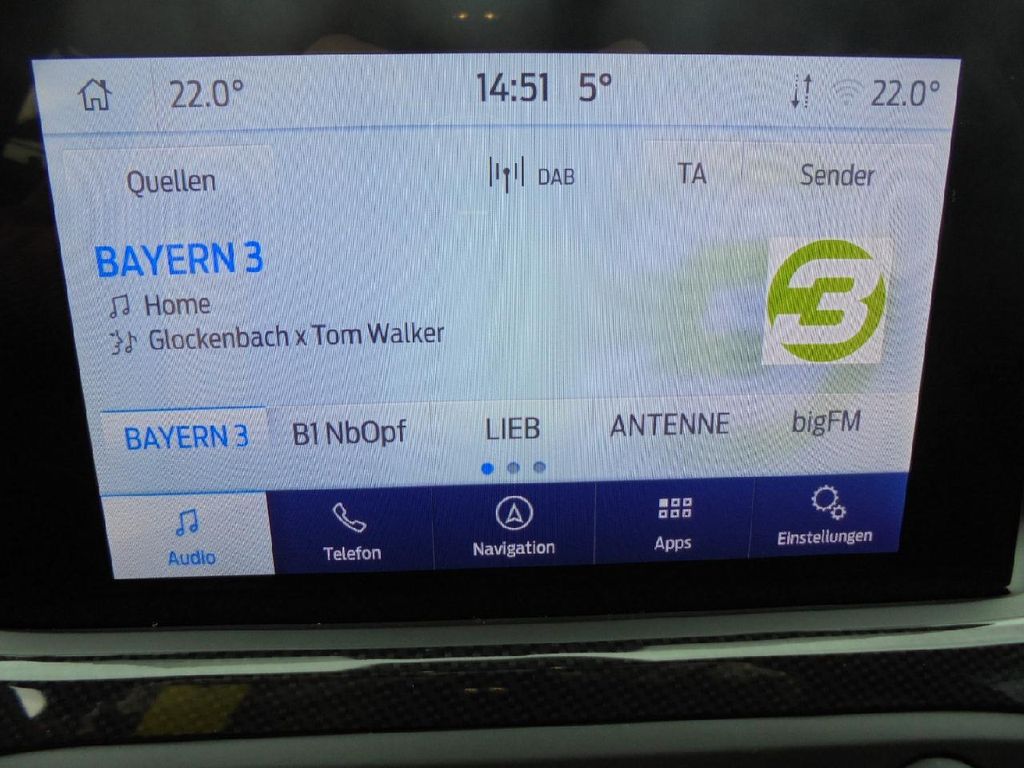 22.0° 14:51 5° 22.0°
Quellen DAB TA Sender
BAYERN 3
3
Home
Glockenbach x Tom Walker
BAYERN 3 B1 NbOpf LIEB ANTENNE bigFM
Audio Telefon Navigation Apps Einstellungen